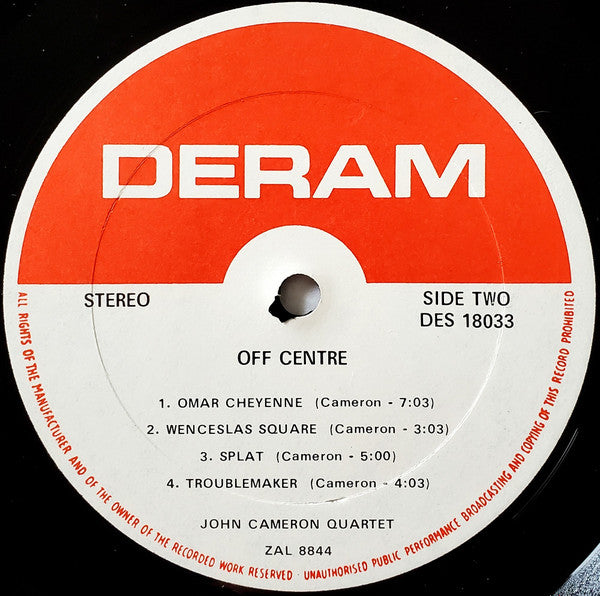 DERAM
STEREO
SIDE TWO
DES 18033
OFF CENTRE
1. OMAR CHEYENNE (Cameron - 7:03)
2. WENCESLAS SQUARE (Cameron - 3:03)
3. SPLAT (Cameron - 5:00)
4. TROUBLEMAKER (Cameron - 4:03)
JOHN CAMERON QUARTET
ZAL 8844
ALL RIGHTS OF THE MANUFACTURER AND OF THE OWNER OF THE RECORDED WORK RESERVED · UNAUTHORISED PUBLIC PERFORMANCE BROADCASTING AND COPYING OF THIS RECORD PROHIBITED